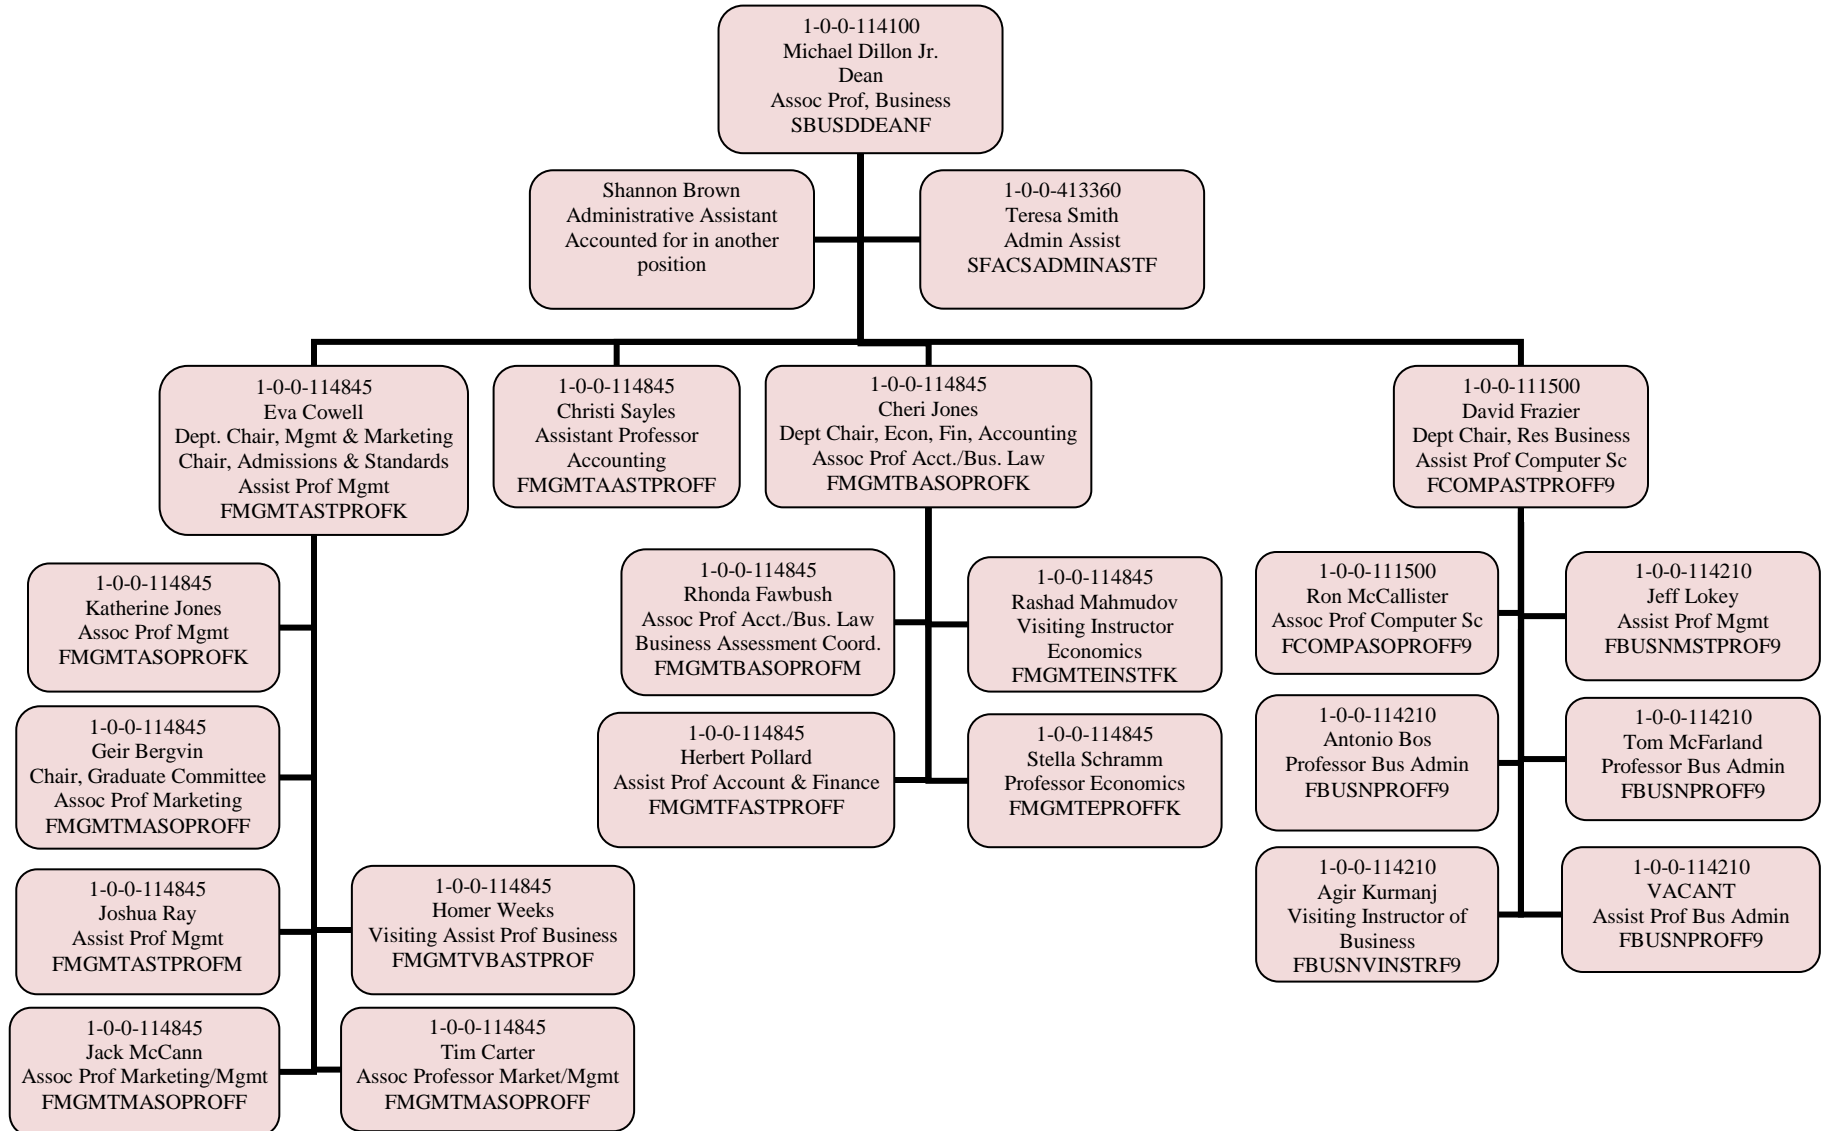 1-0-0-114100
Michael Dillon Jr.
Dean
Assoc Prof, Business
SBUSDDEANF
Shannon Brown
Administrative Assistant
Accounted for in another
position
1-0-0-413360
Teresa Smith
Admin Assist
SFACSADMINASTF
1-0-0-114845
Eva Cowell
Dept. Chair, Mgmt & Marketing
Chair, Admissions & Standards
Assist Prof Mgmt
FMGMTASTPROFK
1-0-0-114845
Christi Sayles
Assistant Professor
Accounting
FMGMTAASTPROFF
1-0-0-114845
Cheri Jones
Dept Chair, Econ, Fin, Accounting
Assoc Prof Acct./Bus. Law
FMGMTBASOPROFK
1-0-0-111500
David Frazier
Dept Chair, Res Business
Assist Prof Computer Sc
FCOMPASTPROFF9
1-0-0-114845
Katherine Jones
Assoc Prof Mgmt
FMGMTASOPROFK
1-0-0-114845
Geir Bergvin
Chair, Graduate Committee
Assoc Prof Marketing
FMGMTMASOPROFF
1-0-0-114845
Joshua Ray
Assist Prof Mgmt
FMGMTASTPROFM
1-0-0-114845
Homer Weeks
Visiting Assist Prof Business
FMGMTVBASTPROF
1-0-0-114845
Jack McCann
Assoc Prof Marketing/Mgmt
FMGMTMASOPROFF
1-0-0-114845
Tim Carter
Assoc Professor Market/Mgmt
FMGMTMASOPROFF
1-0-0-114845
Rhonda Fawbush
Assoc Prof Acct./Bus. Law
Business Assessment Coord.
FMGMTBASOPROFM
1-0-0-114845
Rashad Mahmudov
Visiting Instructor
Economics
FMGMTEINSTFK
1-0-0-114845
Herbert Pollard
Assist Prof Account & Finance
FMGMTFASTPROFF
1-0-0-114845
Stella Schramm
Professor Economics
FMGMTEPROFFK
1-0-0-111500
Ron McCallister
Assoc Prof Computer Sc
FCOMPASOPROFF9
1-0-0-114210
Jeff Lokey
Assist Prof Mgmt
FBUSNMSTPROF9
1-0-0-114210
Antonio Bos
Professor Bus Admin
FBUSNPROFF9
1-0-0-114210
Tom McFarland
Professor Bus Admin
FBUSNPROFF9
1-0-0-114210
Agir Kurmanj
Visiting Instructor of
Business
FBUSNVINSTRF9
1-0-0-114210
VACANT
Assist Prof Bus Admin
FBUSNPROFF9